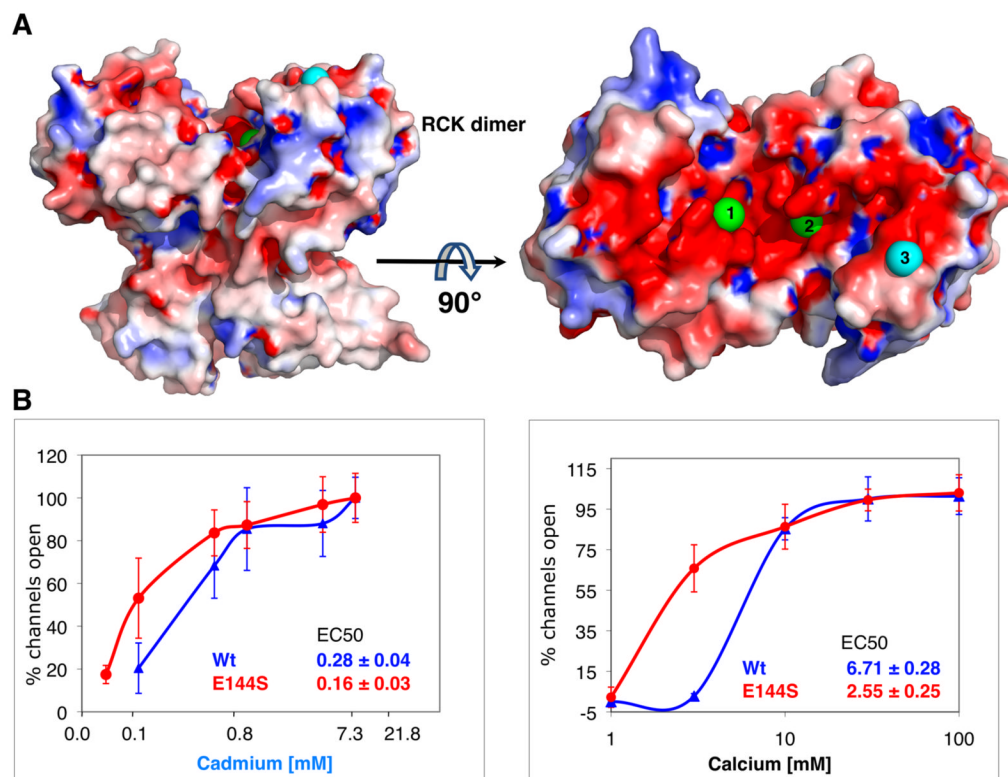 A
RCK dimer
90°
1
2
3
B
% channels open
120
100
80
60
40
20
0
0.0 0.1 0.8 7.3 21.8
Cadmium [mM]
EC50
Wt 0.28 ± 0.04
E144S 0.16 ± 0.03
% channels open
115
95
75
55
35
15
-5
1 10 100
Calcium [mM]
EC50
Wt 6.71 ± 0.28
E144S 2.55 ± 0.25